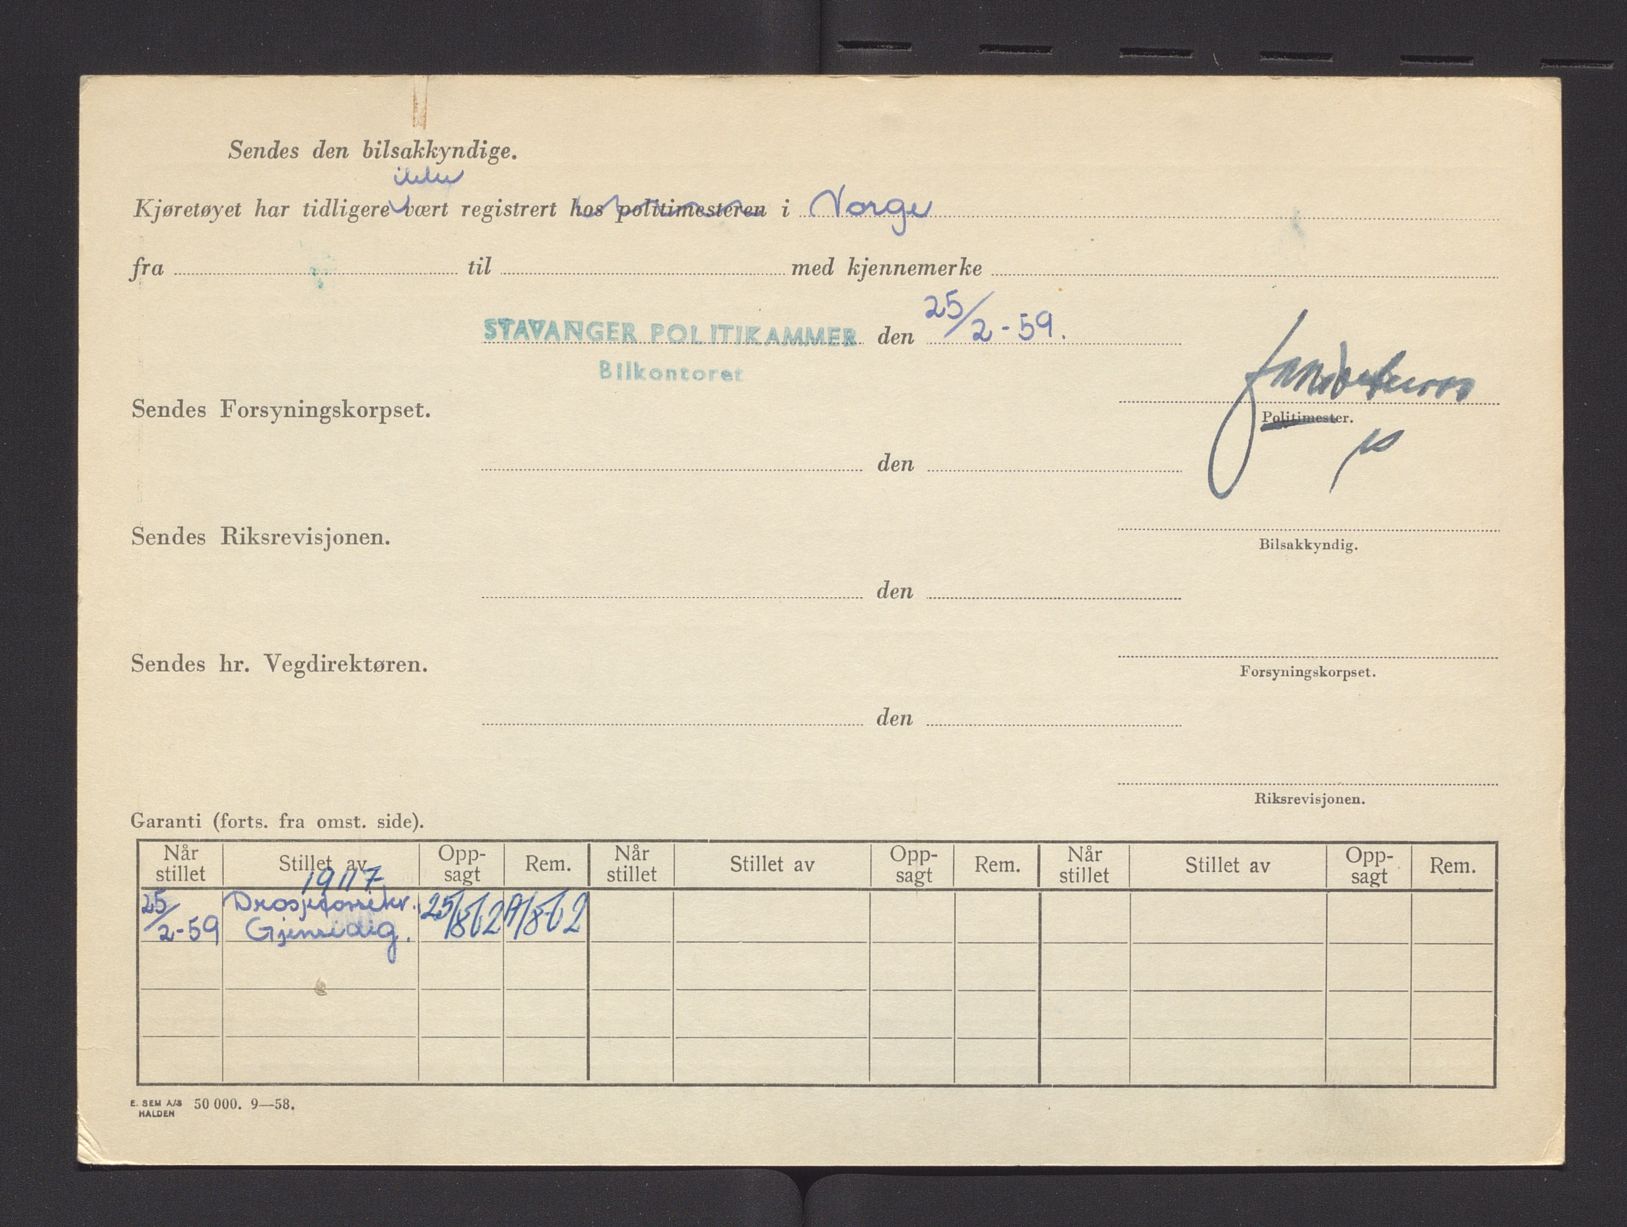 Sendes den bilsakkyndige.
ikke
Kjøretøyet har tidligere vært registrert hos politimesteren i Norge
fra til med kjennemerke
STAVANGER POLITIKAMMER den 25/2-59.
Bilkontoret
Sendes Forsyningskorpset.
Politimester.
den
Sendes Riksrevisjonen.
Bilsakkyndig.
den
Sendes hr. Vegdirektøren.
Forsyningskorpset.
den
Riksrevisjonen.
Garanti (forts. fra omst. side).
Når stillet Stillet av Opp-sagt Rem. Når stillet Stillet av Opp-sagt Rem. Når stillet Stillet av Opp-sagt Rem.
25/2-59 Gjensidig. 25/8-62
E. SEM A/S HALDEN 50 000. 9—58.